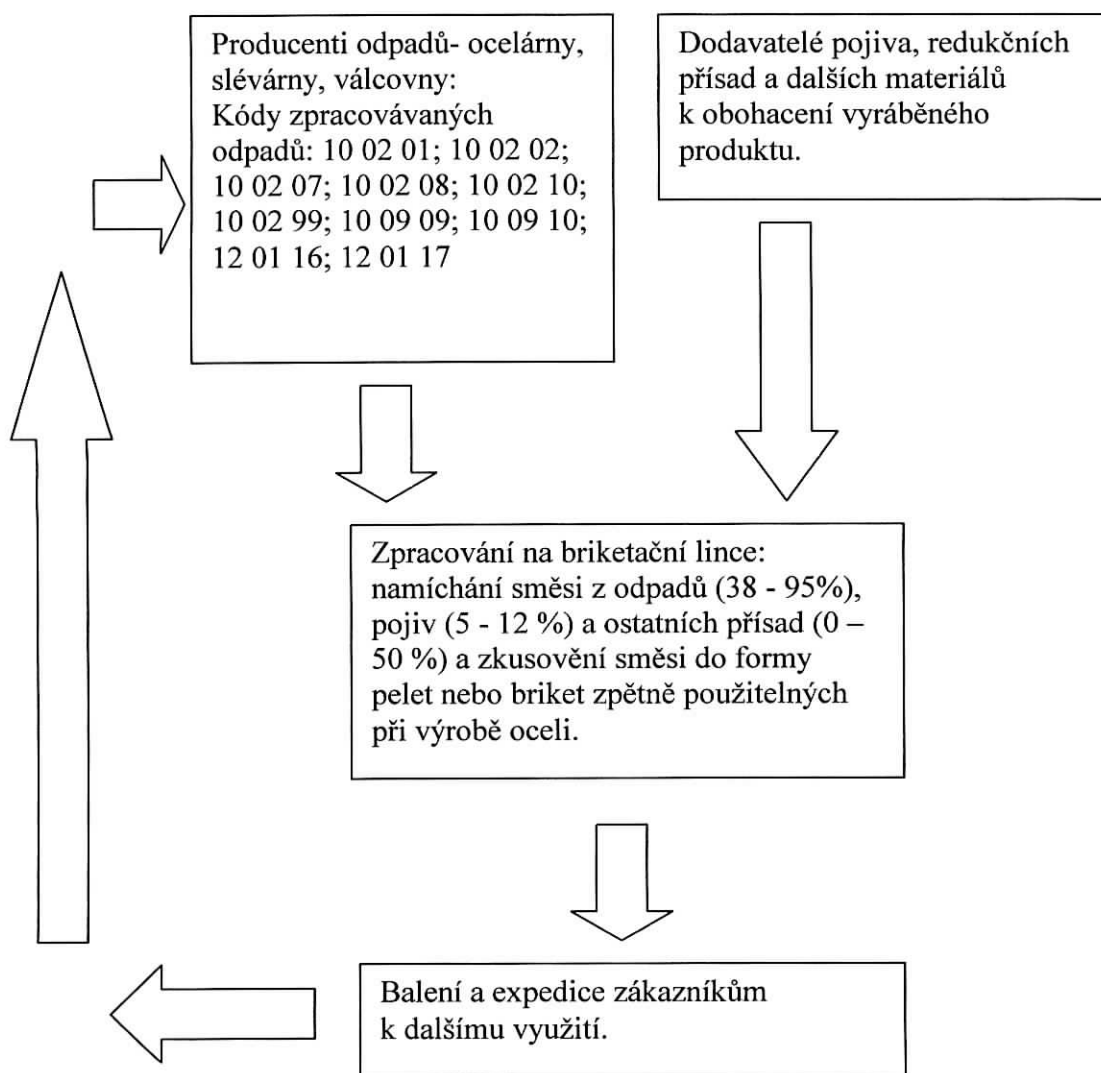 Producenti odpadů- ocelárny,
slévárny, válcovny:
Kódy zpracovávaných
odpadů: 10 02 01; 10 02 02;
10 02 07; 10 02 08; 10 02 10;
10 02 99; 10 09 09; 10 09 10;
12 01 16; 12 01 17
Dodavatelé pojiva, redukčních
přísad a dalších materiálů
k obohacení vyráběného
produktu.
Zpracování na briketační lince:
namíchání směsi z odpadů (38 - 95%),
pojiv (5 - 12 %) a ostatních přísad (0 –
50 %) a zkusovění směsi do formy
pelet nebo briket zpětně použitelných
při výrobě oceli.
Balení a expedice zákazníkům
k dalšímu využití.